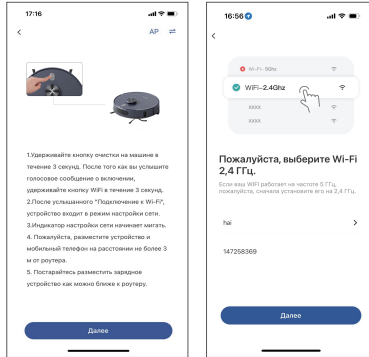 17:16
AP
1.Удерживайте кнопку очистки на машине в
течение 3 секунд. После того как вы услышите
голосовое сообщение о включении,
удерживайте кнопку WiFi в течение 3 секунд.
2.После услышанного "Подключение к Wi-Fi",
устройство входит в режим настройки сети.
3.Индикатор настройки сети начинает мигать.
4. Пожалуйста, разместите устройство и
мобильный телефон на расстоянии не более 3
м от роутера.
5. Постарайтесь разместить зарядное
устройство как можно ближе к роутеру.
Далее
16:56
Wi-Fi- 5Ghz
WiFi-2.4Ghz
xxxx
xxxx
Пожалуйста, выберите Wi-Fi
2,4 ГГц.
Если ваш WIFI работает на частоте 5 ГГц,
пожалуйста, сначала установите его на 2,4 ГГц.
hai
147258369
Далее